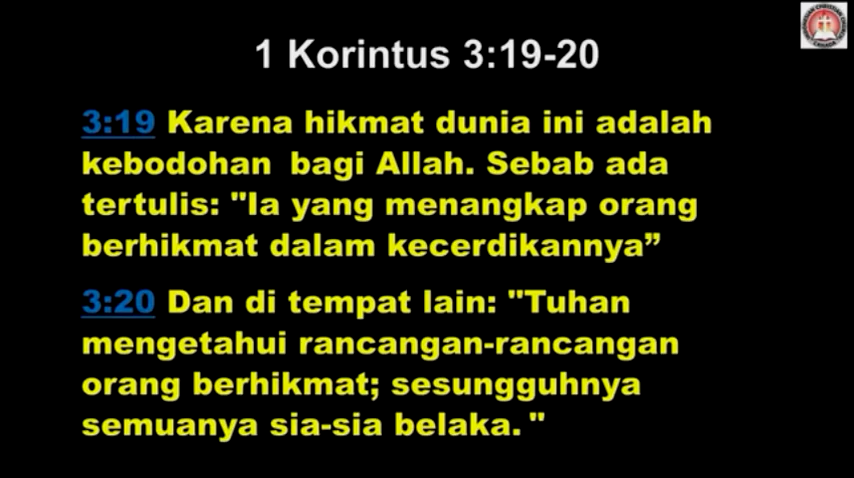 1 Korintus 3:19-20
3:19 Karena hikmat dunia ini adalah
kebodohan bagi Allah. Sebab ada
tertulis: "Ia yang menangkap orang
berhikmat dalam kecerdikannya”
3:20 Dan di tempat lain: "Tuhan
mengetahui rancangan-rancangan
orang berhikmat; sesungguhnya
semuanya sia-sia belaka. "